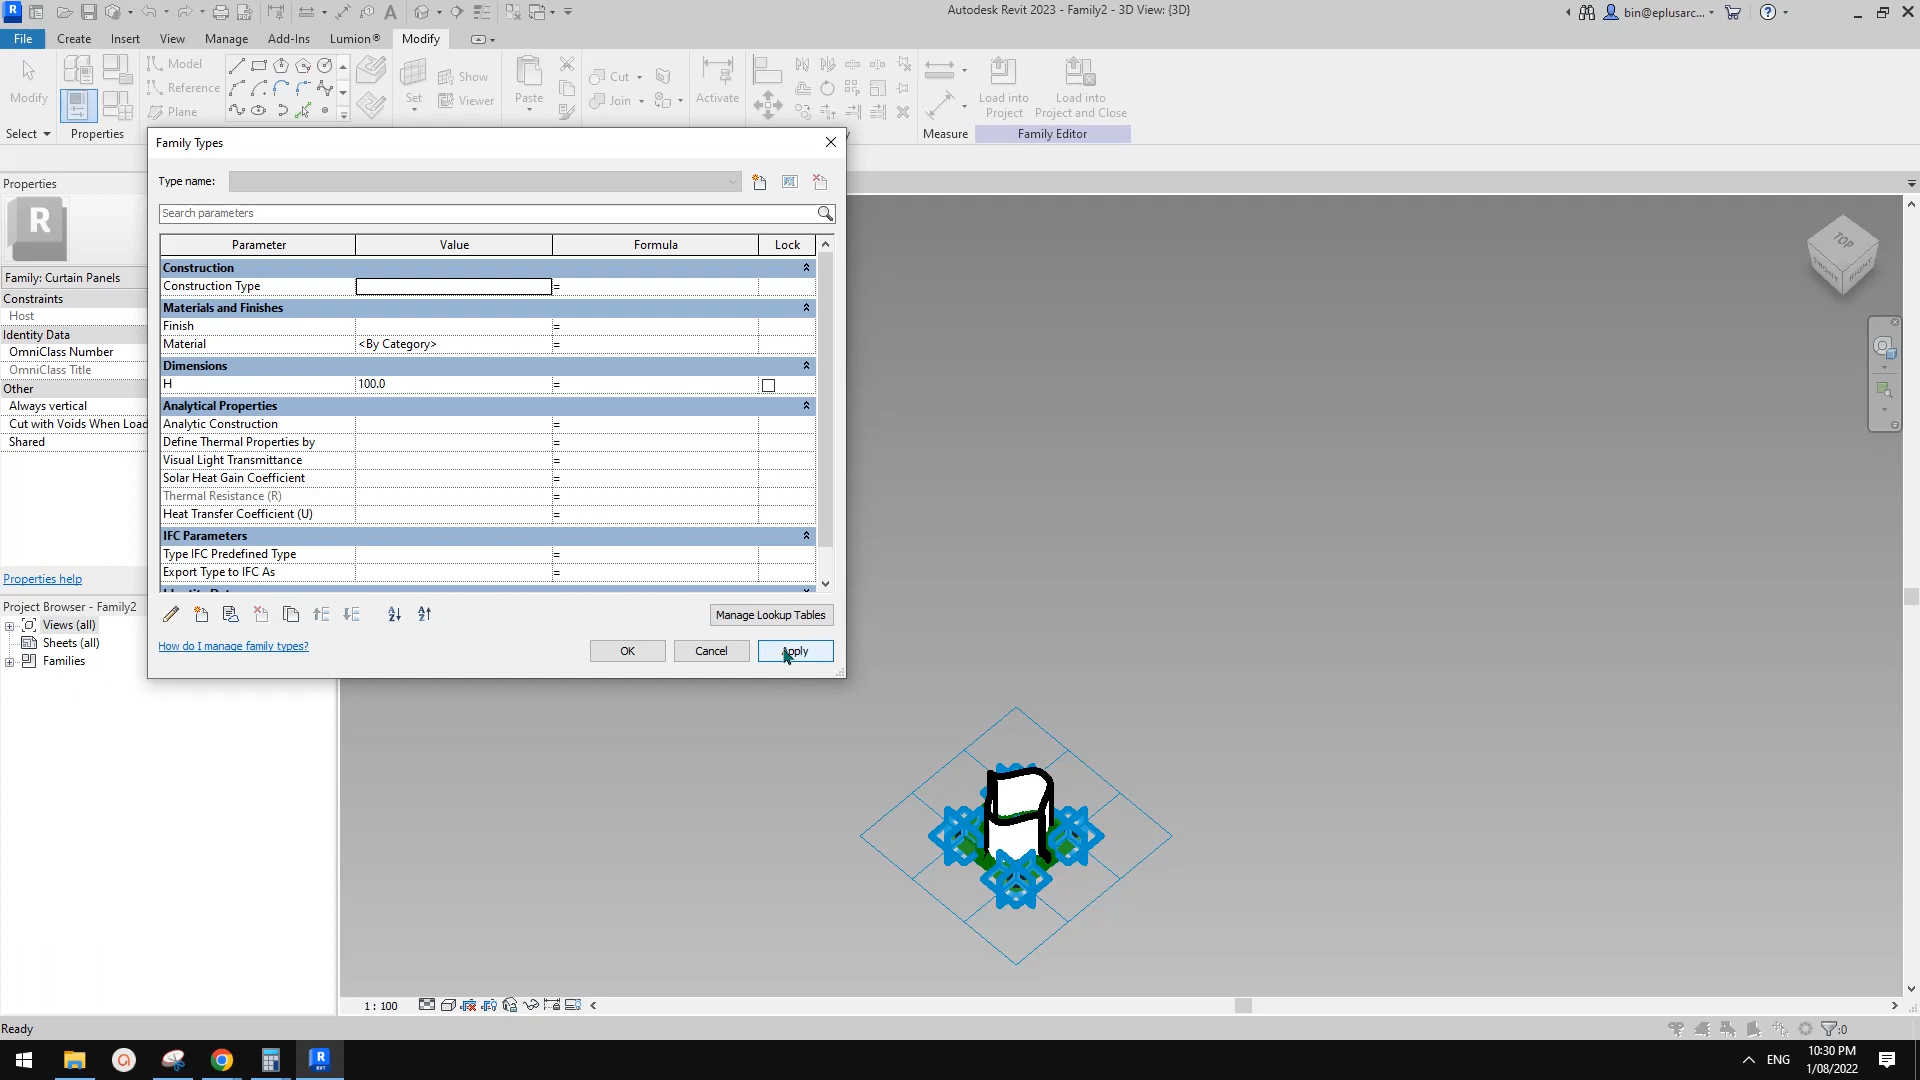 Autodesk Revit 2023 - Family2 - 3D View: {3D}
bin@eplusarc...
File
Create
Insert
View
Manage
Add-Ins
Lumion®
Modify
Modify
Model
Reference
Plane
Set
Show
Viewer
Paste
Cut
Join
Activate
Load into
Project
Load into
Project and Close
Select
Properties
Measure
Family Editor
Properties
R
Family: Curtain Panels
Constraints
Host
Identity Data
OmniClass Number
OmniClass Title
Other
Always vertical
Cut with Voids When Load
Shared
Properties help
Project Browser - Family2
Views (all)
Sheets (all)
Families
Family Types
Type name:
Search parameters
Parameter Value Formula Lock
Construction
Construction Type =
Materials and Finishes
Finish =
Material <By Category> =
Dimensions
H 100.0 =
Analytical Properties
Analytic Construction =
Define Thermal Properties by =
Visual Light Transmittance =
Solar Heat Gain Coefficient =
Thermal Resistance (R) =
Heat Transfer Coefficient (U) =
IFC Parameters
Type IFC Predefined Type =
Export Type to IFC As =
Manage Lookup Tables
How do I manage family types?
OK
Cancel
Apply
TOP
FRONT
RIGHT
1 : 100
Ready
:0
ENG
10:30 PM
1/08/2022